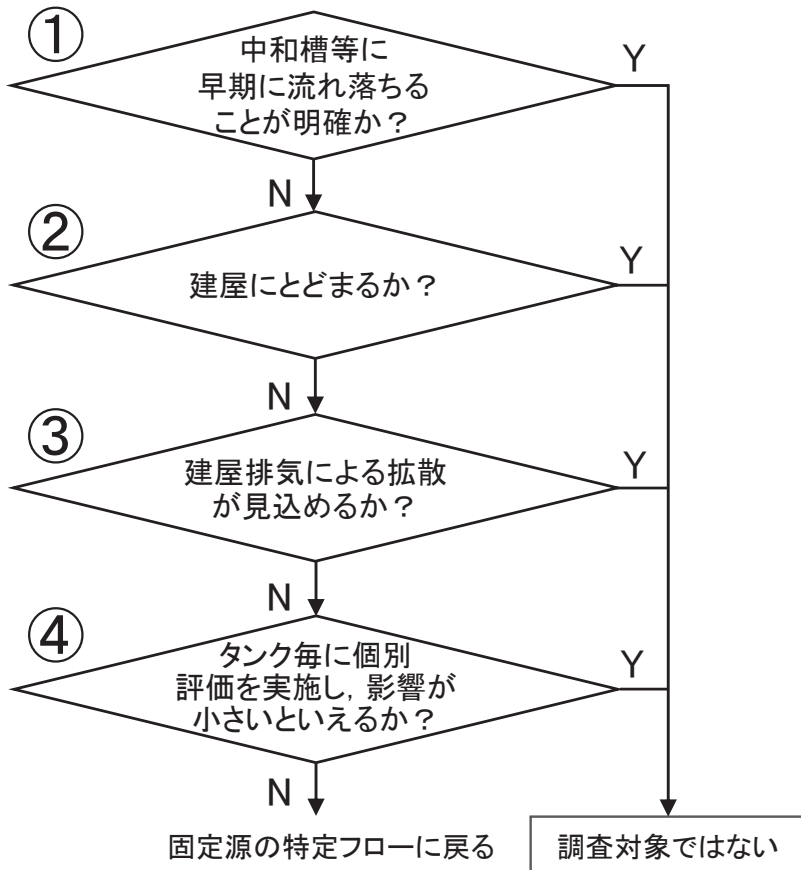 ①
中和槽等に
早期に流れ落ちる
ことが明確か？
Y
N
②
建屋にとどまるか？
Y
N
③
建屋排気による拡散
が見込めるか？
Y
N
④
タンク毎に個別
評価を実施し，影響が
小さいといえるか？
Y
N
固定源の特定フローに戻る
調査対象ではない